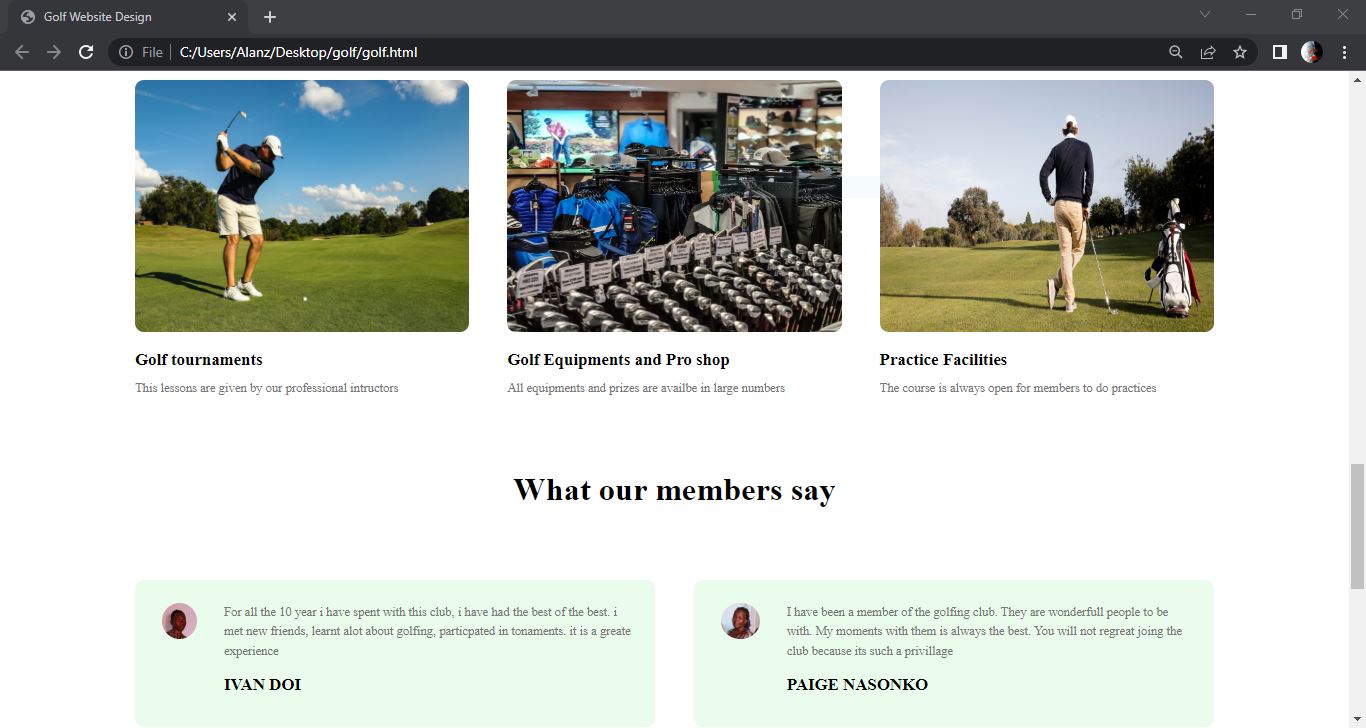 Golf Website Design
File
C:/Users/Alanz/Desktop/golf/golf.html
Golf tournaments
This lessons are given by our professional intructors
Golf Equipments and Pro shop
All equipments and prizes are availbe in large numbers
Practice Facilities
The course is always open for members to do practices
What our members say
For all the 10 year i have spent with this club, i have had the best of the best. i
met new friends, learnt alot about golfing, particpated in tonaments. it is a greate
experience
IVAN DOI
I have been a member of the golfing club. They are wonderfull people to be
with. My moments with them is always the best. You will not regreat joing the
club because its such a privillage
PAIGE NASONKO